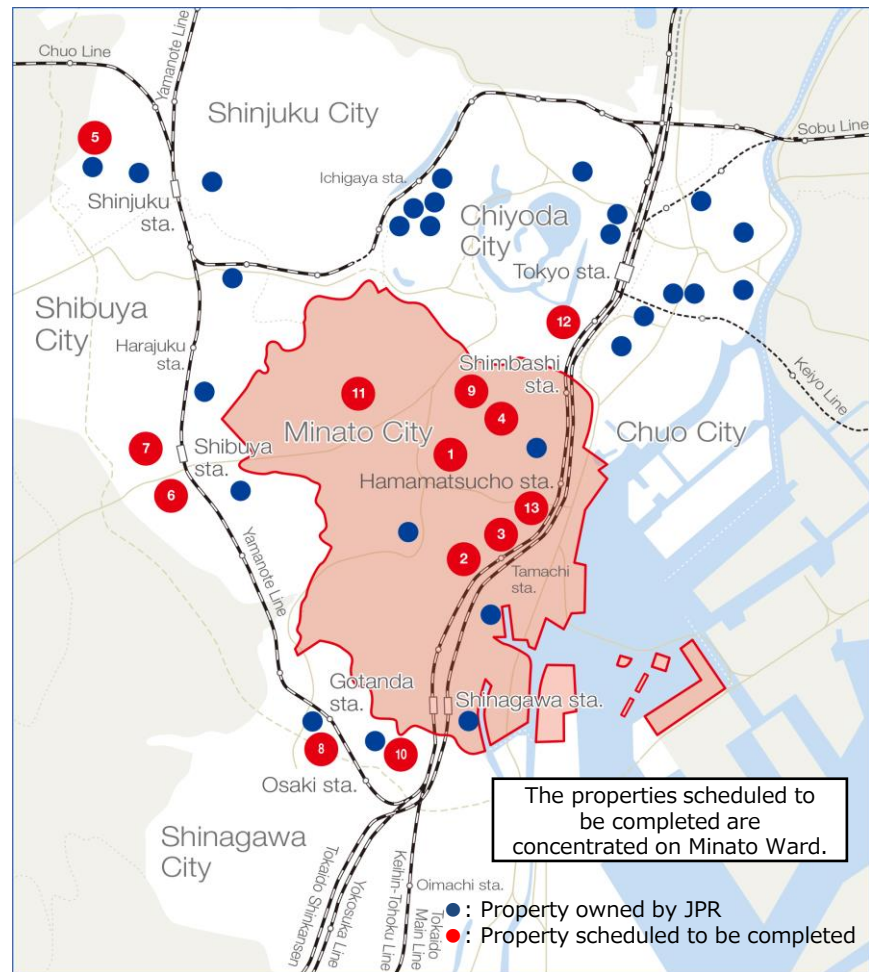 Chuo Line
Yamanote Line
Shinjuku City
Sobu Line
5
Ichigaya sta.
Shinjuku
sta.
Chiyoda
City
Tokyo sta.
Shibuya
City
12
Harajuku
sta.
Shimbashi
sta.
Keiyo Line
11
9
4
Minato City
Chuo City
7
Shibuya
sta.
1
Hamamatsucho sta.
6
13
3
Yamanote Line
2
Tamachi
sta.
Gotanda
sta.
Shinagawa sta.
8
10
Osaki sta.
The properties scheduled to
be completed are
concentrated on Minato Ward.
Shinagawa
City
Tokaido Shinkansen
Yokosuka Line
Keihin-Tohoku Line
Tokaido
Main Line
Oimachi sta.
: Property owned by JPR
: Property scheduled to be completed